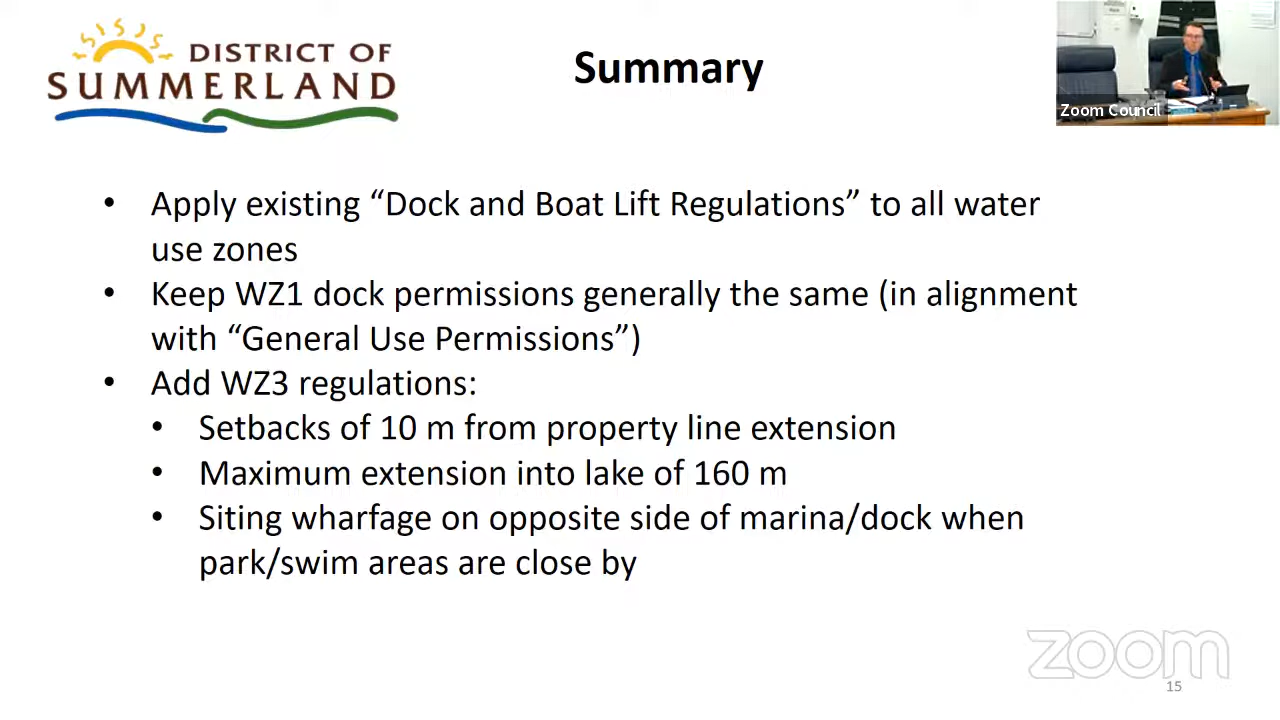 DISTRICT OF
SUMMERLAND
Summary
Zoom Council
• Apply existing “Dock and Boat Lift Regulations” to all water
use zones
• Keep WZ1 dock permissions generally the same (in alignment
with “General Use Permissions”)
• Add WZ3 regulations:
• Setbacks of 10 m from property line extension
• Maximum extension into lake of 160 m
• Siting wharfage on opposite side of marina/dock when
park/swim areas are close by
zoom
15